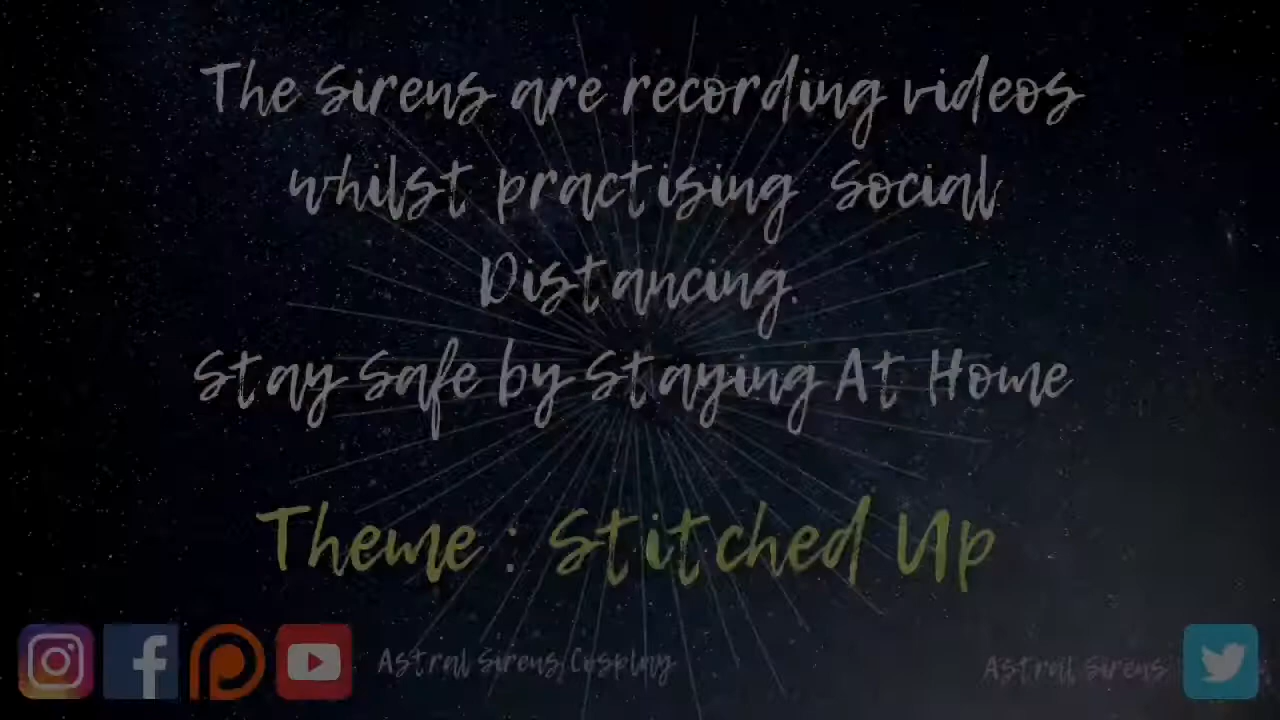 The Sirens are recording videos
whilst practising Social
Distancing.
Stay Safe by Staying At Home
Theme : Stitched Up
Astral Sirens Cosplay
Astral Sirens